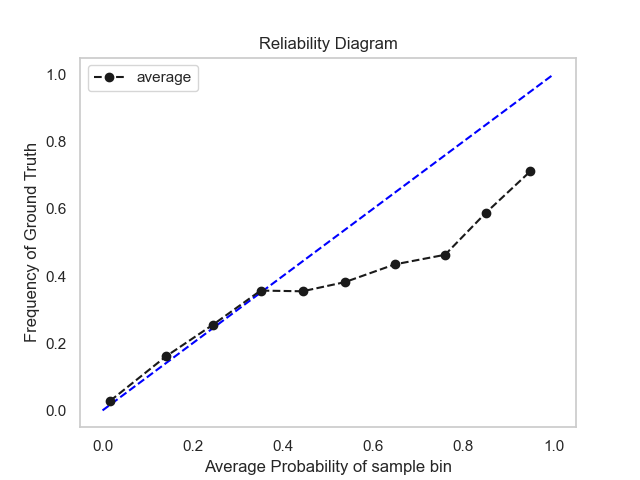 Reliability Diagram
average
1.0
0.8
0.6
0.4
0.2
0.0
Frequency of Ground Truth
0.0 0.2 0.4 0.6 0.8 1.0
Average Probability of sample bin